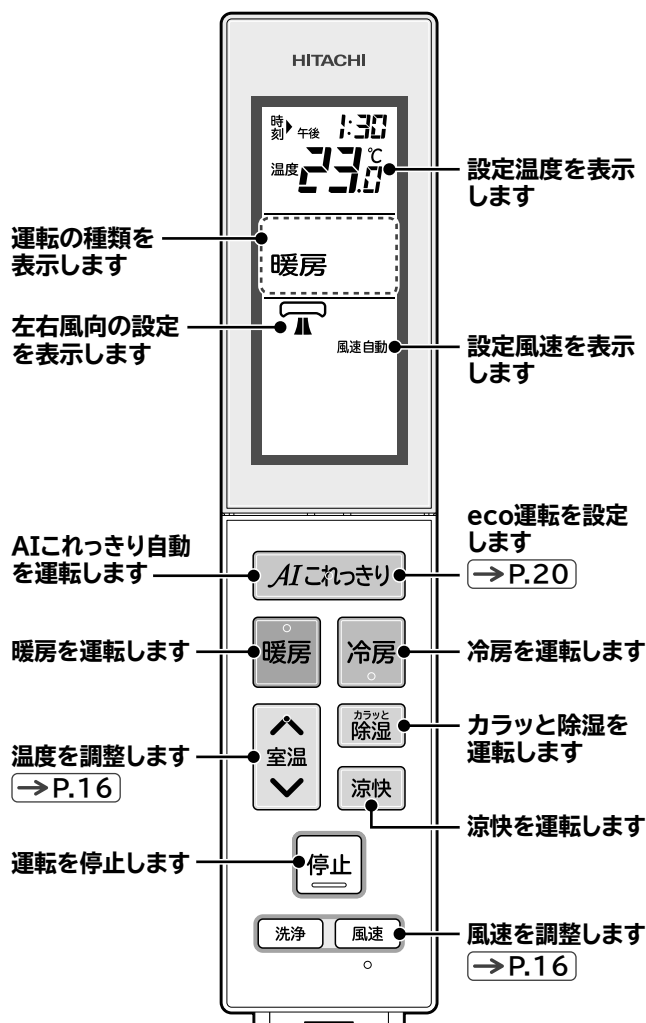 HITACHI
時刻 午後 1:30
温度 23.0℃
設定温度を表示
します
運転の種類を
表示します
暖房
左右風向の設定
を表示します
風速自動
設定風速を表示
します
eco運転を設定
します
→P.20
AIこれっきり自動
を運転します
AIこれっきり
暖房を運転します
暖房
冷房
冷房を運転します
カラッと
除湿
カラッと除湿を
運転します
温度を調整します
→P.16
室温
涼快
涼快を運転します
運転を停止します
停止
洗浄
風速
風速を調整します
→P.16